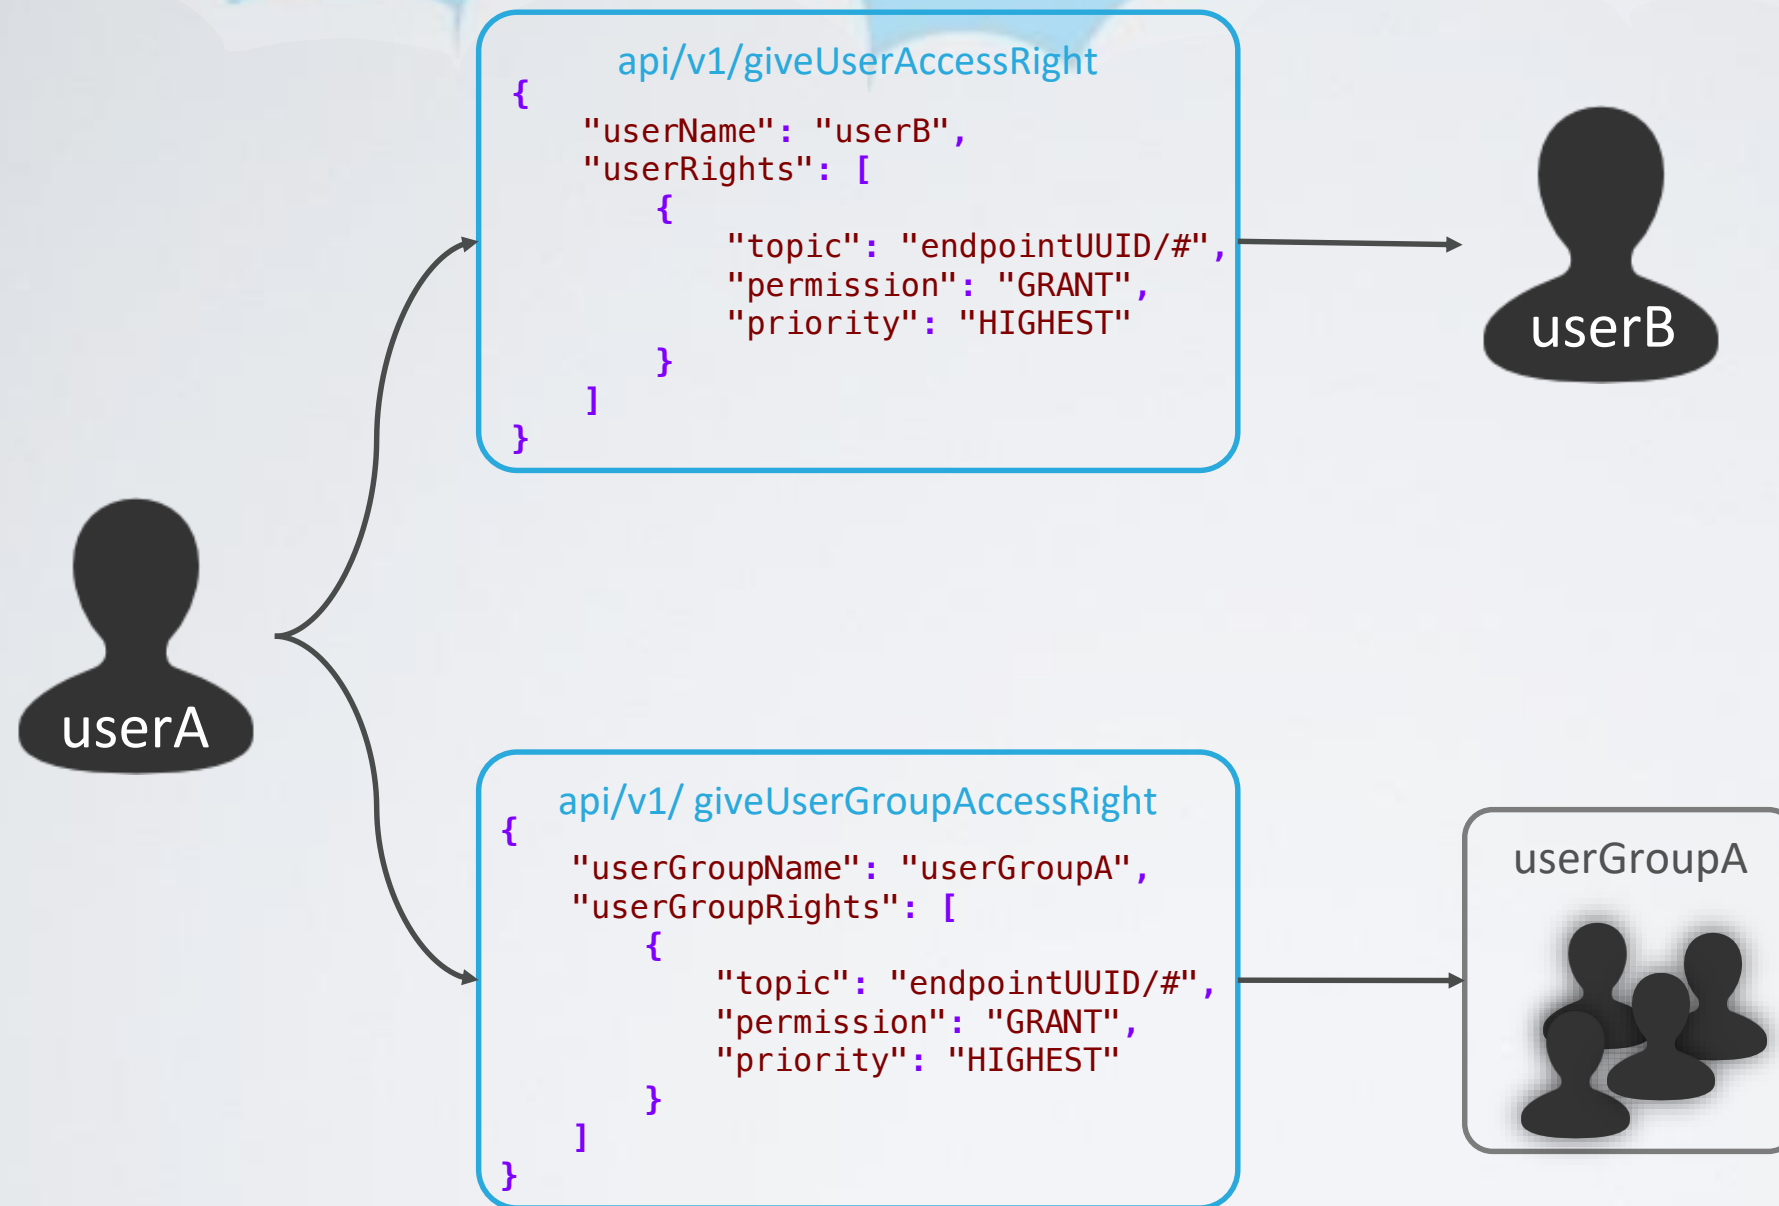 api/v1/giveUserAccessRight
{
"userName": "userB",
"userRights": [
{
"topic": "endpointUUID/#",
"permission": "GRANT",
"priority": "HIGHEST"
}
]
}
userB
userA
api/v1/ giveUserGroupAccessRight
{
"userGroupName": "userGroupA",
"userGroupRights": [
{
"topic": "endpointUUID/#",
"permission": "GRANT",
"priority": "HIGHEST"
}
]
}
userGroupA